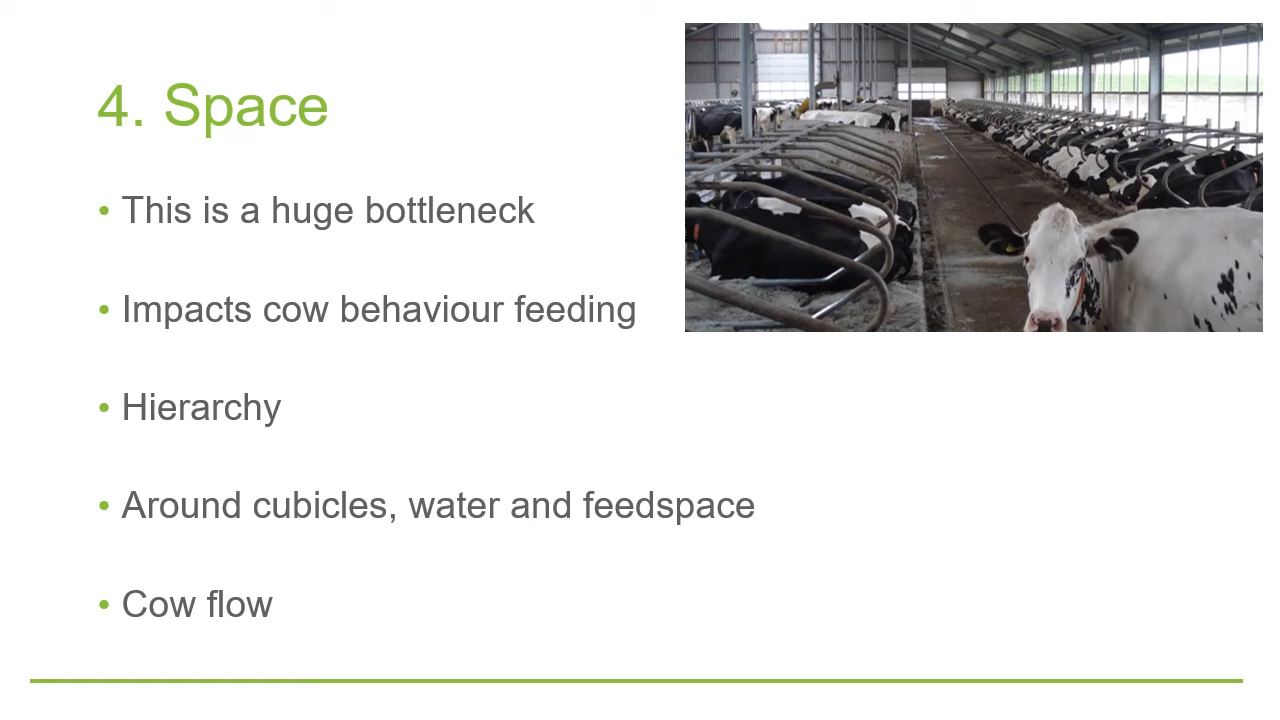 4. Space
• This is a huge bottleneck
• Impacts cow behaviour feeding
• Hierarchy
• Around cubicles, water and feedspace
• Cow flow